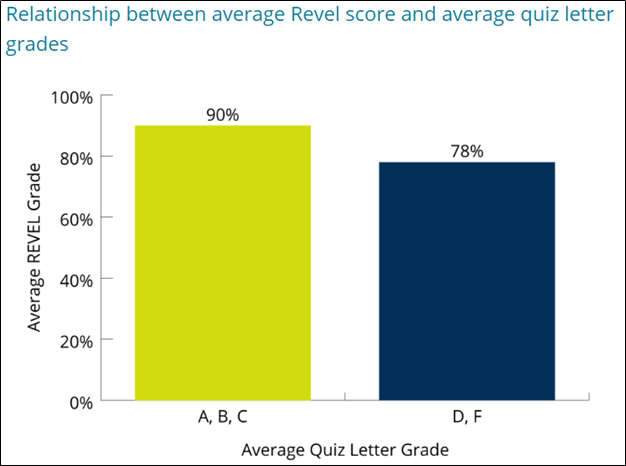 Relationship between average Revel score and average quiz letter
grades
100%
80%
60%
40%
20%
0%
Average REVEL Grade
90%
78%
A, B, C
D, F
Average Quiz Letter Grade